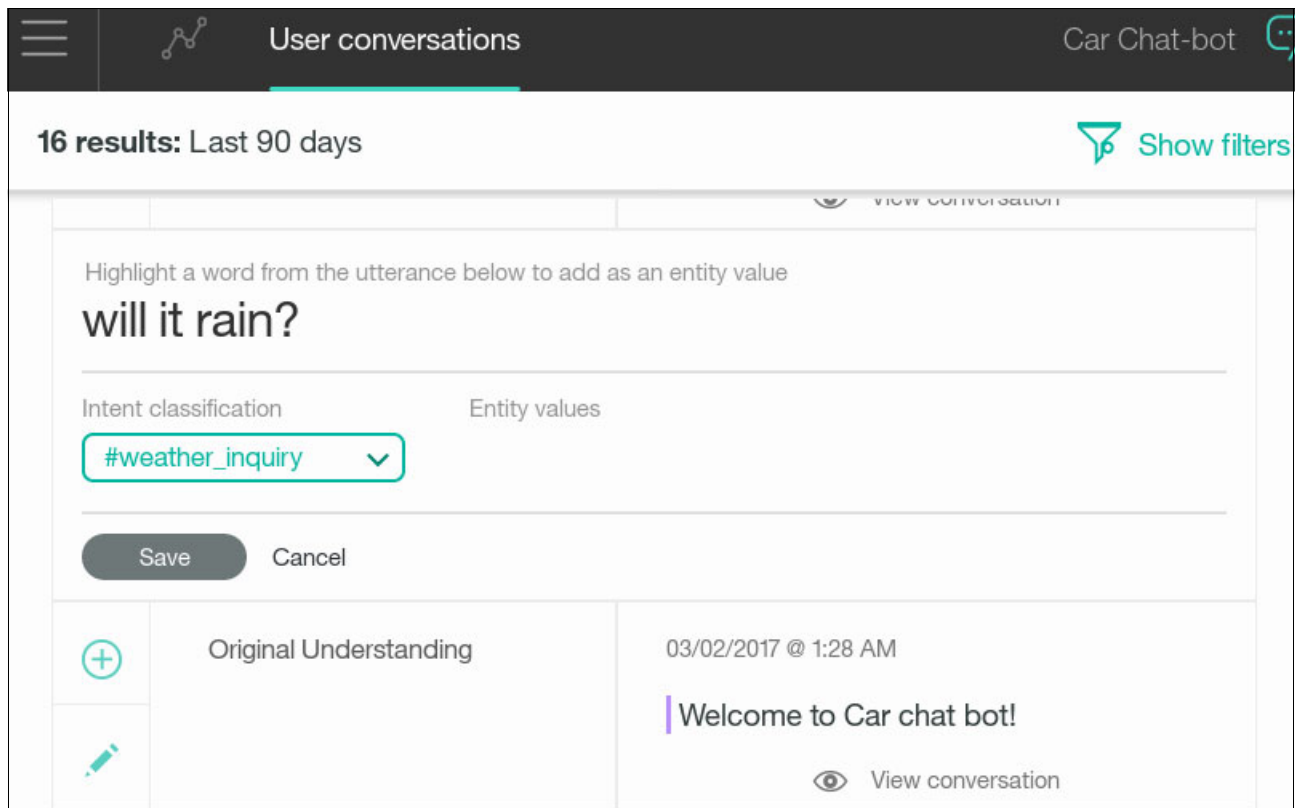 User conversations Car Chat-bot
16 results: Last 90 days Show filters
View conversation
Highlight a word from the utterance below to add as an entity value
will it rain?
Intent classification Entity values
#weather_inquiry
Save Cancel
Original Understanding 03/02/2017 @ 1:28 AM
Welcome to Car chat bot!
View conversation